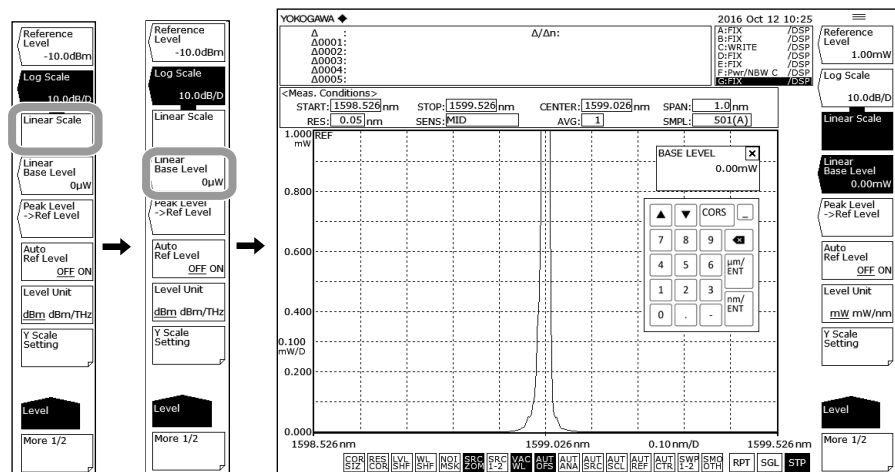 Reference
Level
-10.0dBm
Log Scale
10.0dB/D
Linear Scale
Linear
Base Level
0µW
Peak Level
->Ref Level
Auto
Ref Level
OFF ON
Level Unit
dBm dBm/THz
Y Scale
Setting
Level
More 1/2
Reference
Level
-10.0dBm
Log Scale
10.0dB/D
Linear Scale
Linear
Base Level
0µW
Peak Level
->Ref Level
Auto
Ref Level
OFF ON
Level Unit
dBm dBm/THz
Y Scale
Setting
Level
More 1/2
YOKOGAWA ◆ 2016 Oct 12 10:25
Δ : Δ/Δn:
Δ0001:
Δ0002:
Δ0003:
Δ0004:
Δ0005:
A:FIX /DSP
B:FIX /DSP
C:WRITE /DSP
D:FIX /DSP
E:FIX /DSP
F:Pwr/NBW C /DSP
G:FIX /DSP
<Meas. Conditions>
START: 1598.526 nm STOP: 1599.526 nm CENTER: 1599.026 nm SPAN: 1.0 nm
RES: 0.05 nm SENS: MID AVG: 1 SMPL: 501(A)
1.000 REF
mW
0.800
0.600
0.400
0.100
mW/D
0.200
0.000
1598.526nm 1599.026nm 0.10nm/D 1599.526nm
BASE LEVEL ×
0.00mW
▲ ▼ CORS _
7 8 9
4 5 6 µm/ENT
1 2 3 nm/ENT
0 . -
COR SIZ RES COR LVL SHF WL SHF NOI MSK SRC ZOM SRC 1-2 VAC WL AUT OFS AUT ANA AUT SRC AUT SCL AUT REF AUT CTR SWP 1-2 SMO OTH RPT SGL STP
Reference
Level
1.00mW
Log Scale
10.0dB/D
Linear Scale
Linear
Base Level
0.00mW
Peak Level
->Ref Level
Auto
Ref Level
OFF ON
Level Unit
mW mW/nm
Y Scale
Setting
Level
More 1/2